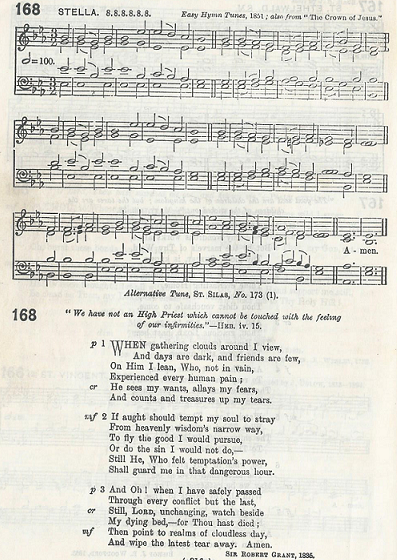 168 STELLA. 8.8.8.8.8.8. Easy Hymn Tunes, 1851; also from "The Crown of Jesus."
=100.
A - men.
Alternative Tune, ST. SILAS, No. 173 (1).
168 "We have not an High Priest which cannot be touched with the feeling
of our infirmities."—HEB. iv. 15.
p 1 WHEN gathering clouds around I view,
And days are dark, and friends are few,
On Him I lean, Who, not in vain,
Experienced every human pain;
cr He sees my wants, allays my fears,
And counts and treasures up my tears.
mf 2 If aught should tempt my soul to stray
From heavenly wisdom's narrow way,
To fly the good I would pursue,
Or do the sin I would not do,—
Still He, Who felt temptation's power,
Shall guard me in that dangerous hour.
p 3 And Oh! when I have safely passed
Through every conflict but the last,
cr Still, LORD, unchanging, watch beside
My dying bed,—for Thou hast died;
mf Then point to realms of cloudless day,
And wipe the latest tear away. Amen.
SIR ROBERT GRANT, 1835.